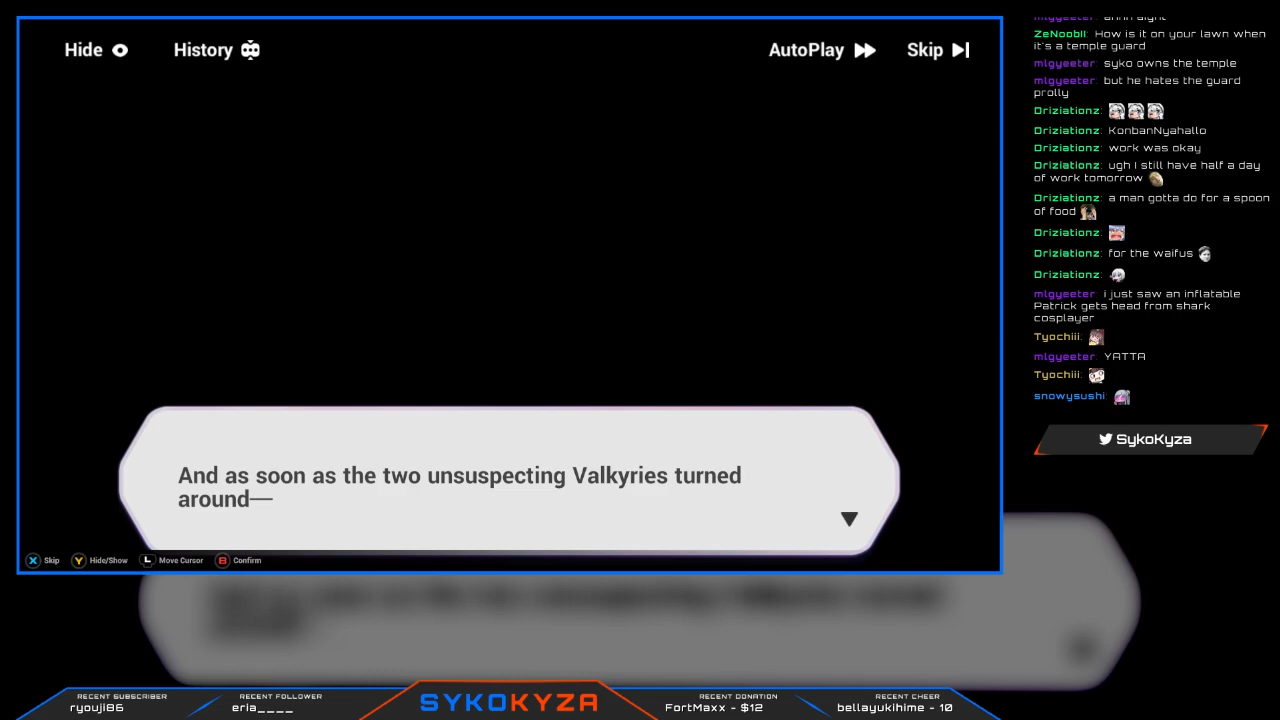 Hide
History
AutoPlay
Skip
And as soon as the two unsuspecting Valkyries turned
around—
X Skip
Y Hide/Show
L Move Cursor
B Confirm
ZeNoobll: How is it on your lawn when
it's a temple guard
mlgyeeter: syko owns the temple
mlgyeeter: but he hates the guard
prolly
Driziationz:
Driziationz: KonbanNyahallo
Driziationz: work was okay
Driziationz: ugh I still have half a day
of work tomorrow
Driziationz: a man gotta do for a spoon
of food
Driziationz:
Driziationz: for the waifus
Driziationz:
mlgyeeter: i just saw an inflatable
Patrick gets head from shark
cosplayer
Tyochiii:
mlgyeeter: YATTA
Tyochiii:
snowysushi:
SykoKyza
RECENT SUBSCRIBER
ryouji86
RECENT FOLLOWER
eria____
SYKOKYZA
RECENT DONATION
FortMaxx - $12
RECENT CHEER
bellayukihime - 10